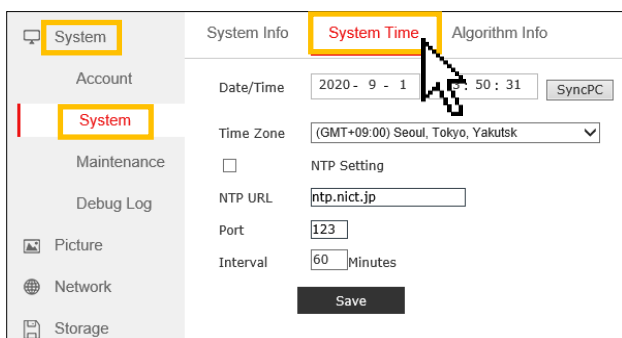 System
Account
System
Maintenance
Debug Log
Picture
Network
Storage
System Info System Time Algorithm Info
Date/Time 2020 - 9 - 1 : 50 : 31 SyncPC
Time Zone (GMT+09:00) Seoul, Tokyo, Yakutsk
NTP Setting
NTP URL ntp.nict.jp
Port 123
Interval 60 Minutes
Save